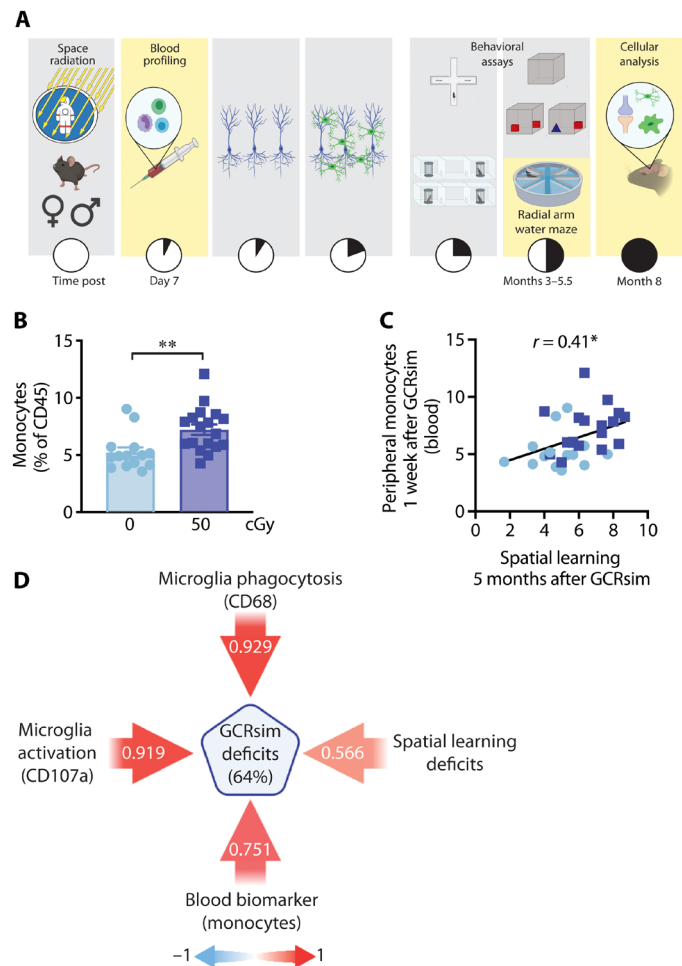 A
Space
radiation
Blood
profiling
Behavioral
assays
Cellular
analysis
Radial arm
water maze
Time post
Day 7
Months 3–5.5
Month 8
B
15
10
5
0
Monocytes
(% of CD45)
**
0
50
cGy
C
r = 0.41*
15
10
5
0
Peripheral monocytes
1 week after GCRsim
(blood)
0
2
4
6
8
10
Spatial learning
5 months after GCRsim
D
Microglia phagocytosis
(CD68)
0.929
Microglia
activation
(CD107a)
0.919
GCRsim
deficits
(64%)
0.566
Spatial learning
deficits
0.751
Blood biomarker
(monocytes)
–1
1